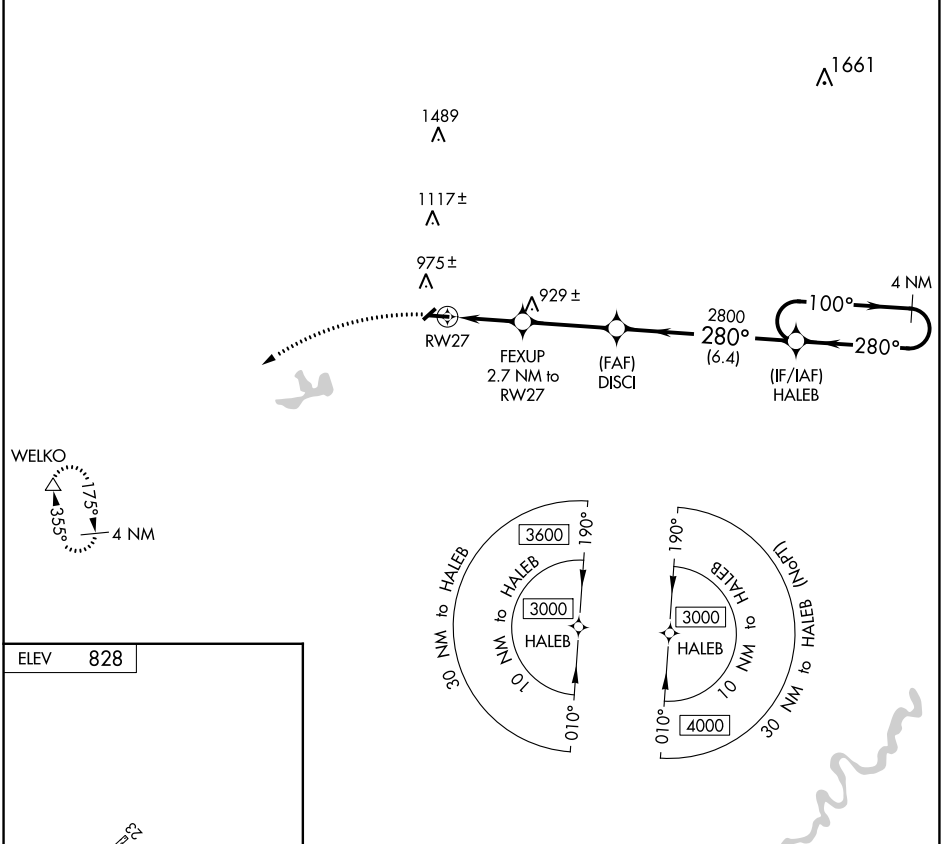 1661
1489
1117±
975±
929±
4 NM
100°
2800
280°
(6.4)
280°
RW27
FEXUP
2.7 NM to
RW27
(FAF)
DISCI
(IF/IAF)
HALEB
WELKO
175°
355°
4 NM
3600
190°
30 NM to HALEB
10 NM to HALEB
3000
HALEB
010°
190°
30 NM to HALEB (NoPT)
10 NM to HALEB
3000
HALEB
010°
4000
ELEV 828
23